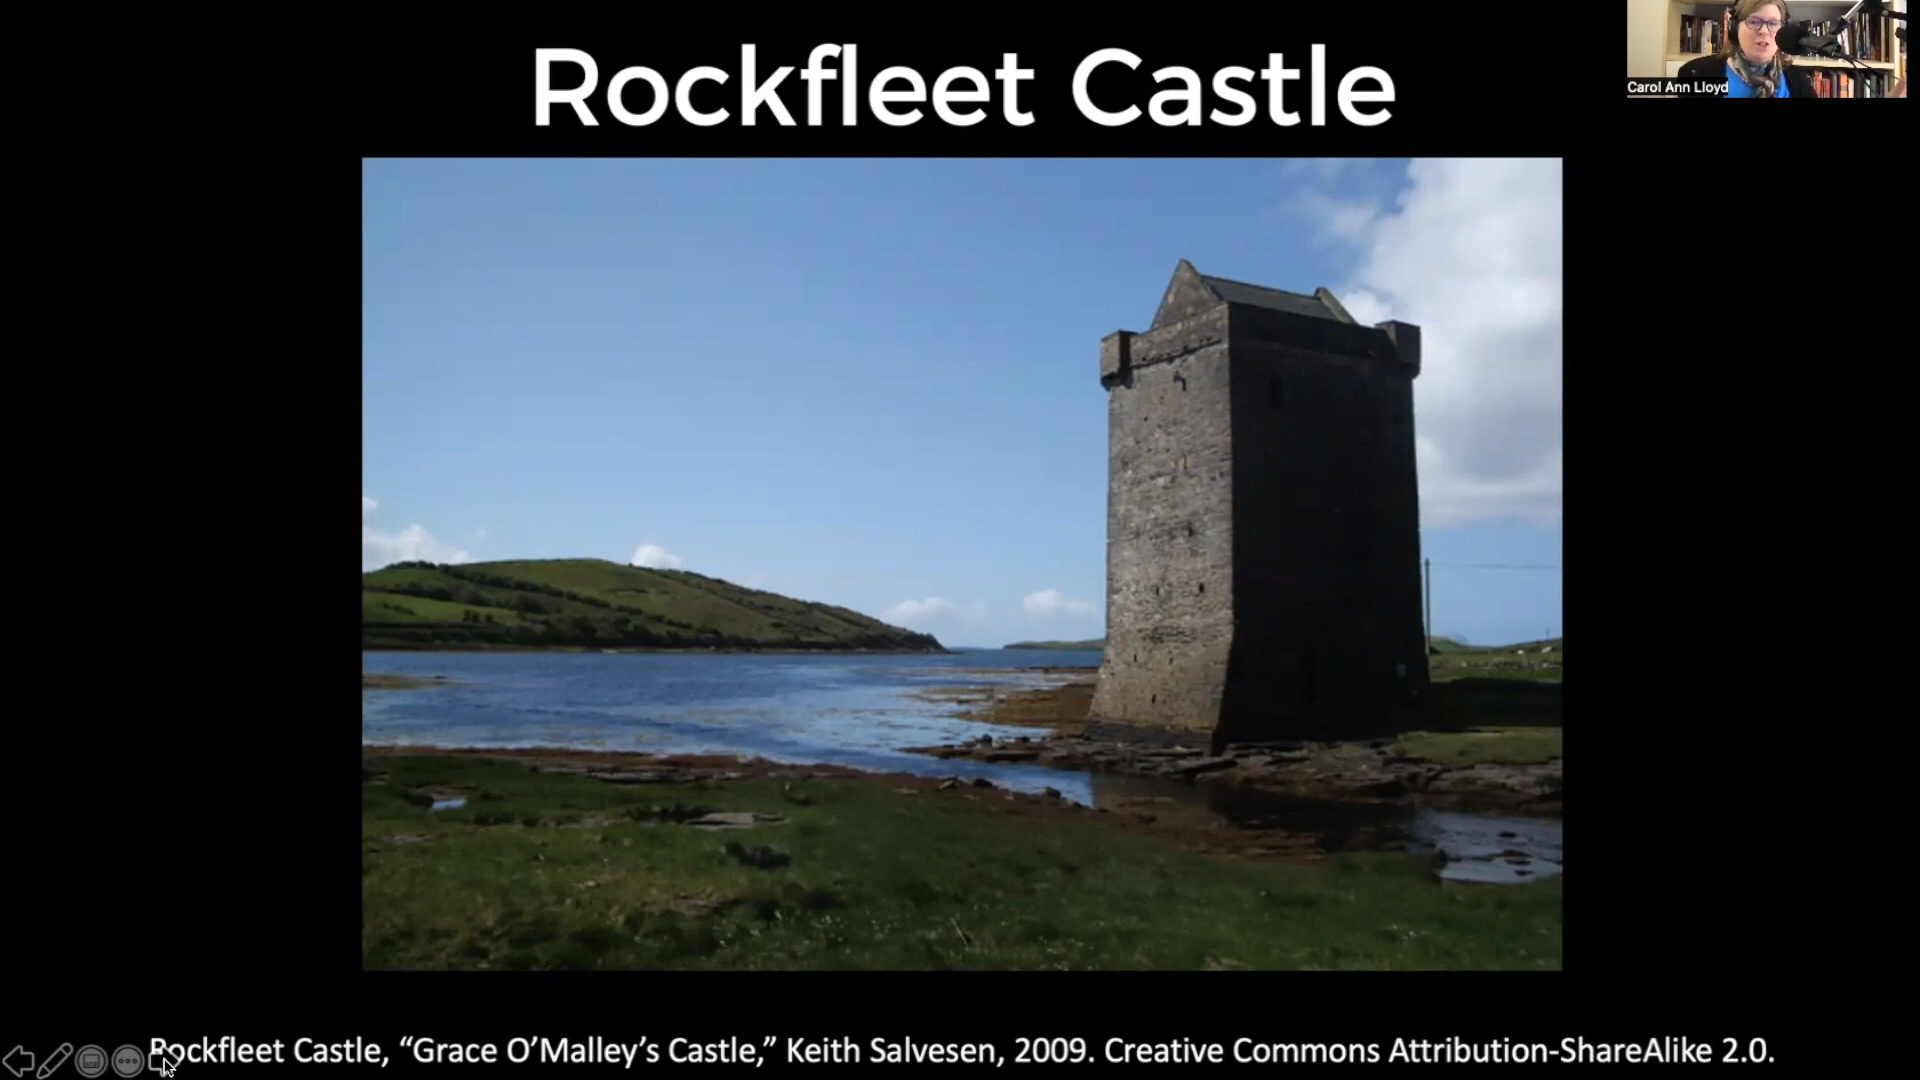 Rockfleet Castle
Carol Ann Lloyd
Rockfleet Castle, “Grace O’Malley’s Castle,” Keith Salvesen, 2009. Creative Commons Attribution-ShareAlike 2.0.